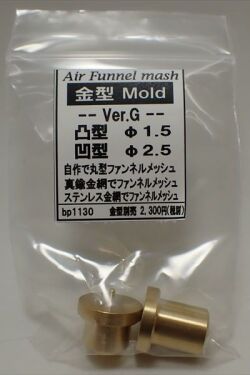 Air Funnel mash
金型 Mold
-- Ver.G --
凸型 Φ1.5
凹型 Φ2.5
自作で丸型ファンネルメッシュ
真鍮金網でファンネルメッシュ
ステンレス金網でファンネルメッシュ
bp1130 金型別売 2,300円(税別)